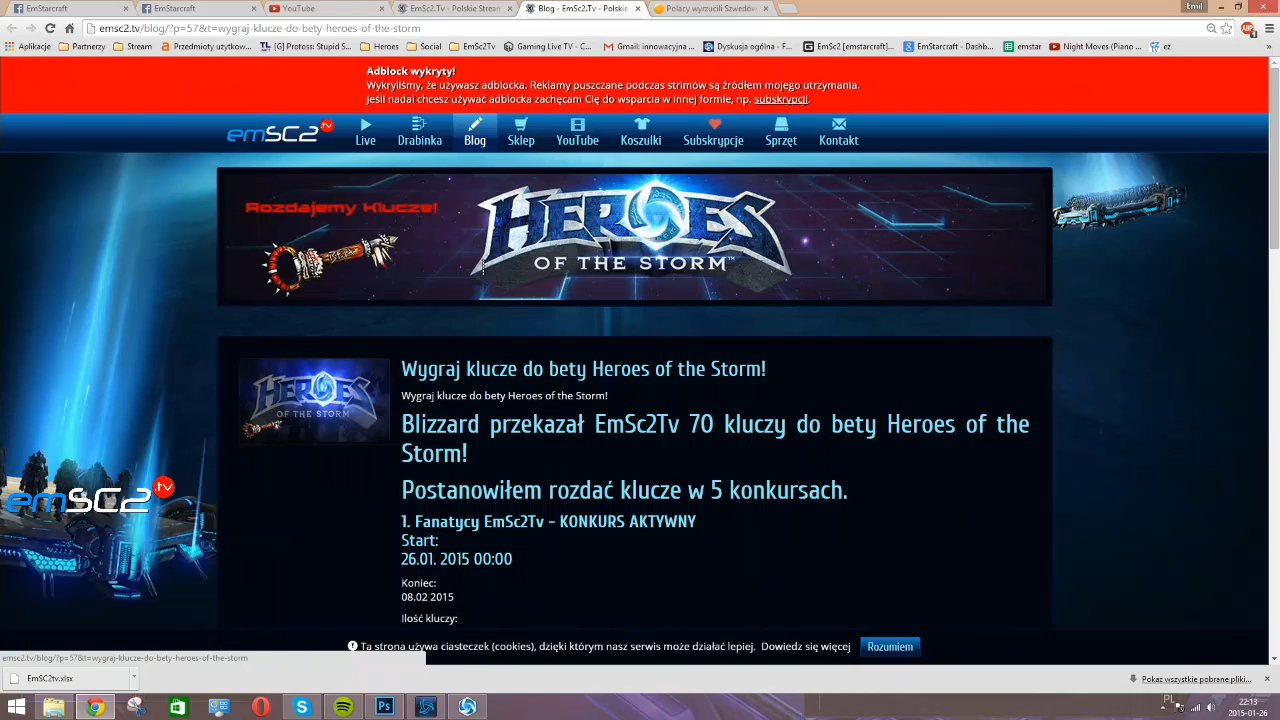 EmStarcraft
EmStarcraft
YouTube
EmSc2.Tv - Polskie Stream
Blog - EmSc2.Tv - Polskie
Polacy wyrzucili Szwedów
Emil
emsc2.tv/blog/?p=57&t=wygraj-klucze-do-bety-heroes-of-the-storm
Aplikacje
Partnerzy
Stream
Przedmioty użytkow...
[G] Protoss Stupid S...
Heroes
Social
EmSc2Tv
Gaming Live TV - C...
Gmail: innowacyjna ...
Dyskusja ogólna - F...
EmSc2 [emstarcraft]...
EmStarcraft - Dashb...
emstar
Night Moves (Piano ...
ez
Adblock wykryty!
Wykryliśmy, że używasz adblocka. Reklamy puszczane podczas strimów są źródłem mojego utrzymania.
Jeśli nadal chcesz używać adblocka zachęcam Cię do wsparcia w innej formie, np. subskrypcji.
emSC2.tv
Live
Drabinka
Blog
Sklep
YouTube
Koszulki
Subskrypcje
Sprzęt
Kontakt
Rozdajemy Klucze!
HEROES
OF THE STORM™
HEROES
OF THE STORM
Wygraj klucze do bety Heroes of the Storm!
Wygraj klucze do bety Heroes of the Storm!
Blizzard przekazał EmSc2Tv 70 kluczy do bety Heroes of the
Storm!
Postanowiłem rozdać klucze w 5 konkursach.
emSC2.tv
1. Fanatycy EmSc2Tv - KONKURS AKTYWNY
Start:
26.01. 2015 00:00
Koniec:
08.02 2015
Ilość kluczy:
Ta strona używa ciasteczek (cookies), dzięki którym nasz serwis może działać lepiej. Dowiedz się więcej
Rozumiem
emsc2.tv/blog/?p=57&t=wygraj-klucze-do-bety-heroes-of-the-storm
EmSC2tv.xlsx
Pokaż wszystkie pobrane pliki...
PL
22:13
2015-01-26